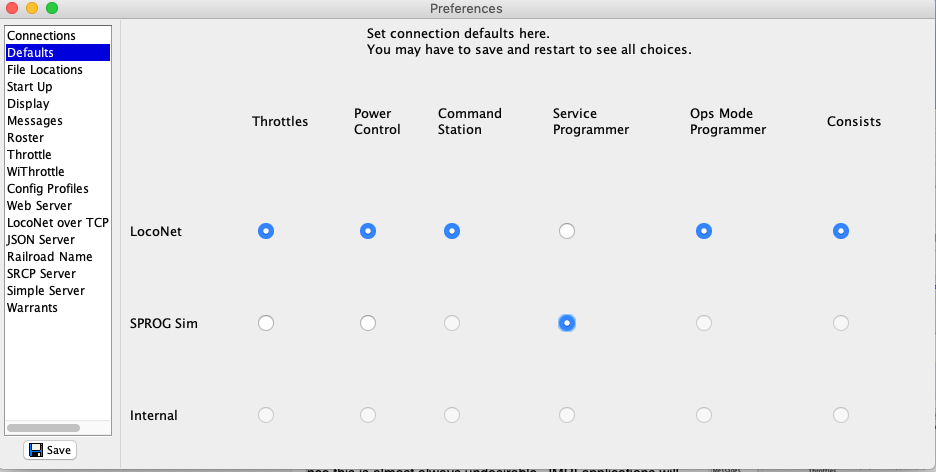 Preferences
Connections
Defaults
File Locations
Start Up
Display
Messages
Roster
Throttle
WiThrottle
Config Profiles
Web Server
LocoNet over TCP
JSON Server
Railroad Name
SRCP Server
Simple Server
Warrants
Save
Set connection defaults here.
You may have to save and restart to see all choices.
Throttles
Power
Control
Command
Station
Service
Programmer
Ops Mode
Programmer
Consists
LocoNet
SPROG Sim
Internal